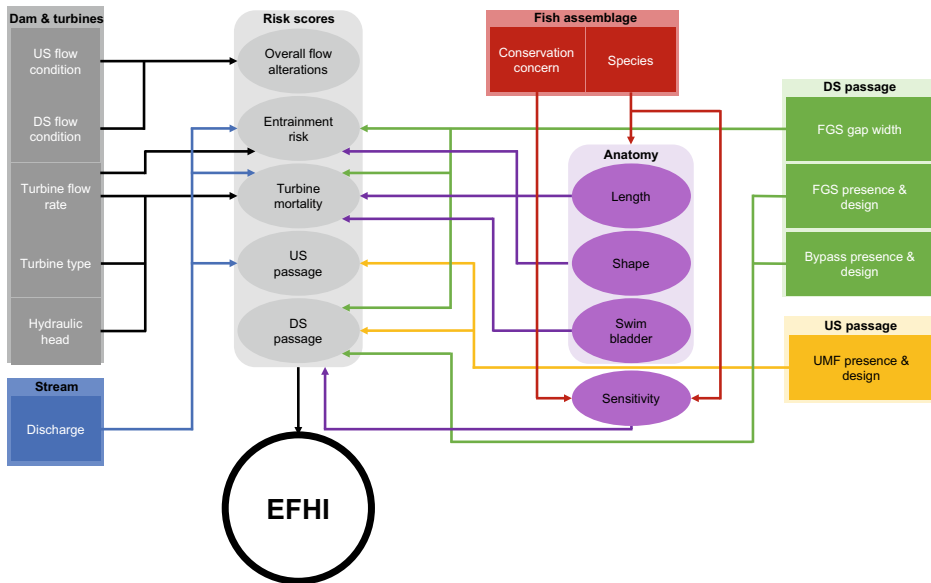 Dam & turbines
US flow
condition
DS flow
condition
Turbine flow
rate
Turbine type
Hydraulic
head
Stream
Discharge
Risk scores
Overall flow
alterations
Entrainment
risk
Turbine
mortality
US
passage
DS
passage
EFHI
Fish assemblage
Conservation
concern
Species
Anatomy
Length
Shape
Swim
bladder
Sensitivity
DS passage
FGS gap width
FGS presence &
design
Bypass presence &
design
US passage
UMF presence &
design